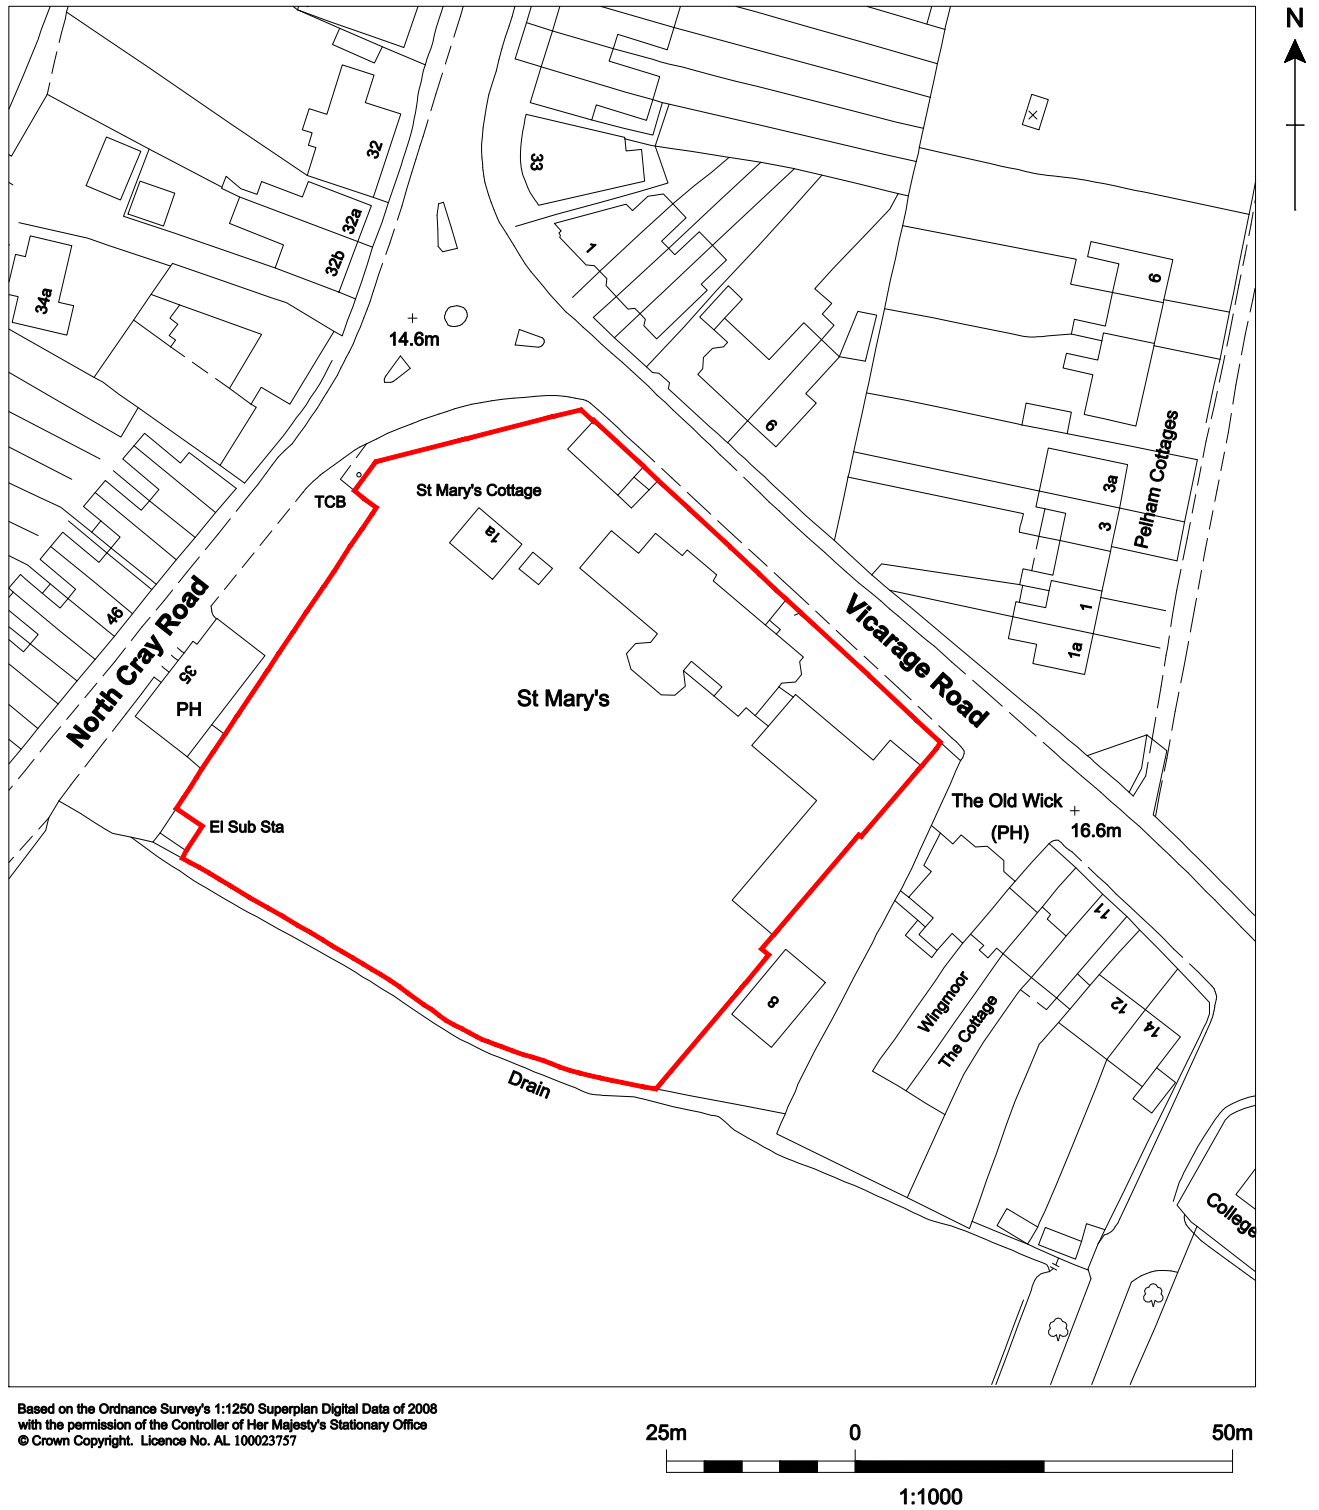 N
32
33
32a
32b
1
34a
6
14.6m
9
Pelham Cottages
3a
3
TCB
St Mary's Cottage
1a
46
North Cray Road
Vicarage Road
1
1a
35
PH
St Mary's
The Old Wick
(PH)
16.6m
El Sub Sta
11
8
Wingmoor
The Cottage
12
14
Drain
College
Based on the Ordnance Survey's 1:1250 Superplan Digital Data of 2008
with the permission of the Controller of Her Majesty's Stationary Office
© Crown Copyright. Licence No. AL 100023757
25m 0 50m
1:1000